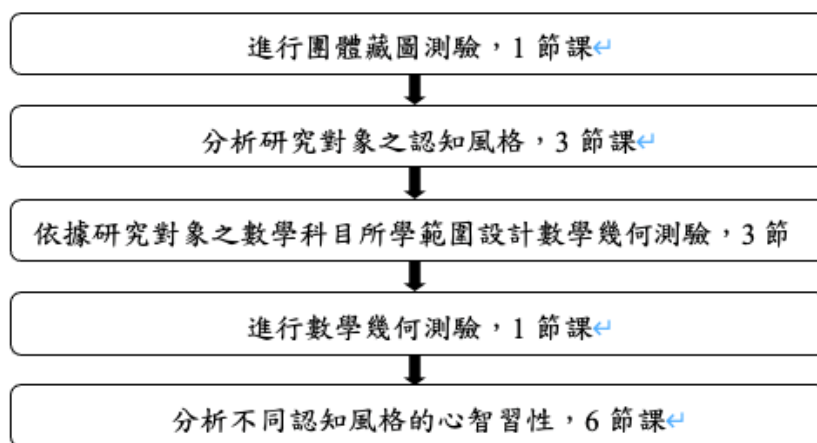 進行團體藏圖測驗，1 節課↵
分析研究對象之認知風格，3 節課↵
依據研究對象之數學科目所學範圍設計數學幾何測驗，3 節
進行數學幾何測驗，1 節課↵
分析不同認知風格的心智習性，6 節課↵